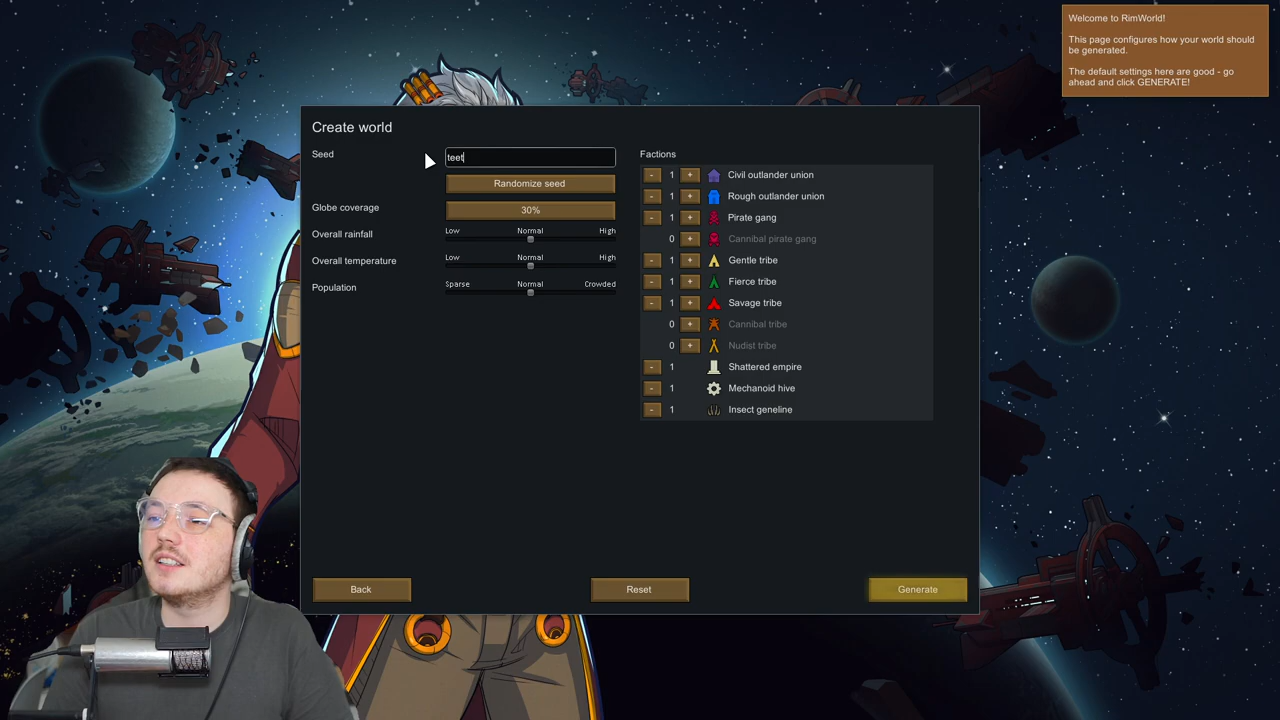 Welcome to RimWorld!
This page configures how your world should
be generated.
The default settings here are good - go
ahead and click GENERATE!
Create world
Seed
teet
Randomize seed
Globe coverage
30%
Overall rainfall
Low Normal High
Overall temperature
Low Normal High
Population
Sparse Normal Crowded
Factions
- 1 + Civil outlander union
- 1 + Rough outlander union
- 1 + Pirate gang
0 + Cannibal pirate gang
- 1 + Gentle tribe
- 1 + Fierce tribe
- 1 + Savage tribe
0 + Cannibal tribe
0 + Nudist tribe
- 1 Shattered empire
- 1 Mechanoid hive
- 1 Insect geneline
Back
Reset
Generate